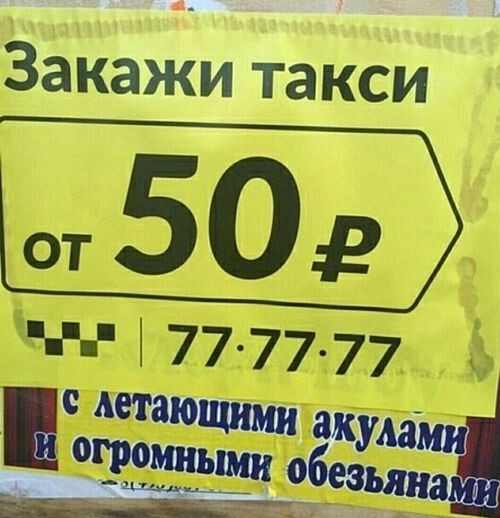 Закажи такси
от 50 ₽
77·77·77
с летающими акулами
и огромными обезьянами